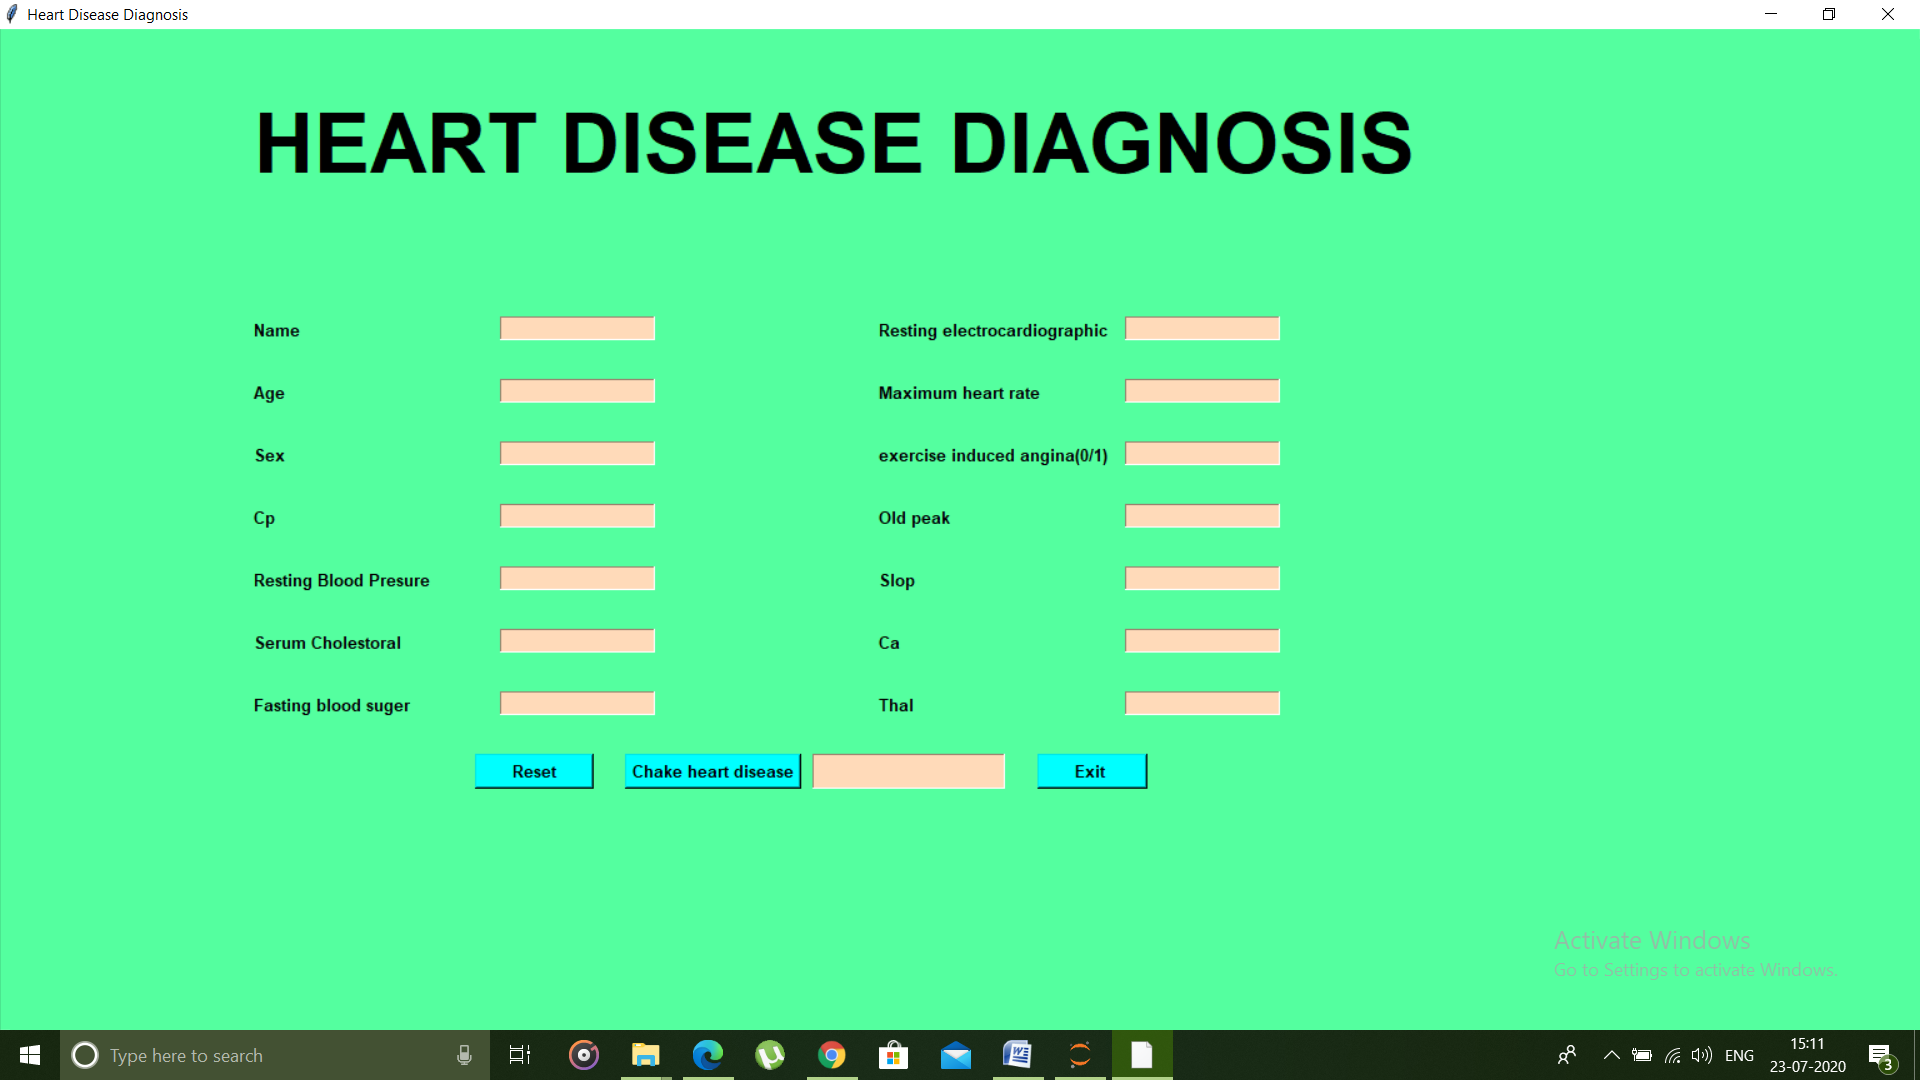 Heart Disease Diagnosis
HEART DISEASE DIAGNOSIS
Name
Resting electrocardiographic
Age
Maximum heart rate
Sex
exercise induced angina(0/1)
Cp
Old peak
Resting Blood Presure
Slop
Serum Cholestoral
Ca
Fasting blood suger
Thal
Reset
Chake heart disease
Exit
Activate Windows
Go to Settings to activate Windows.
Type here to search
ENG
15:11
23-07-2020
3